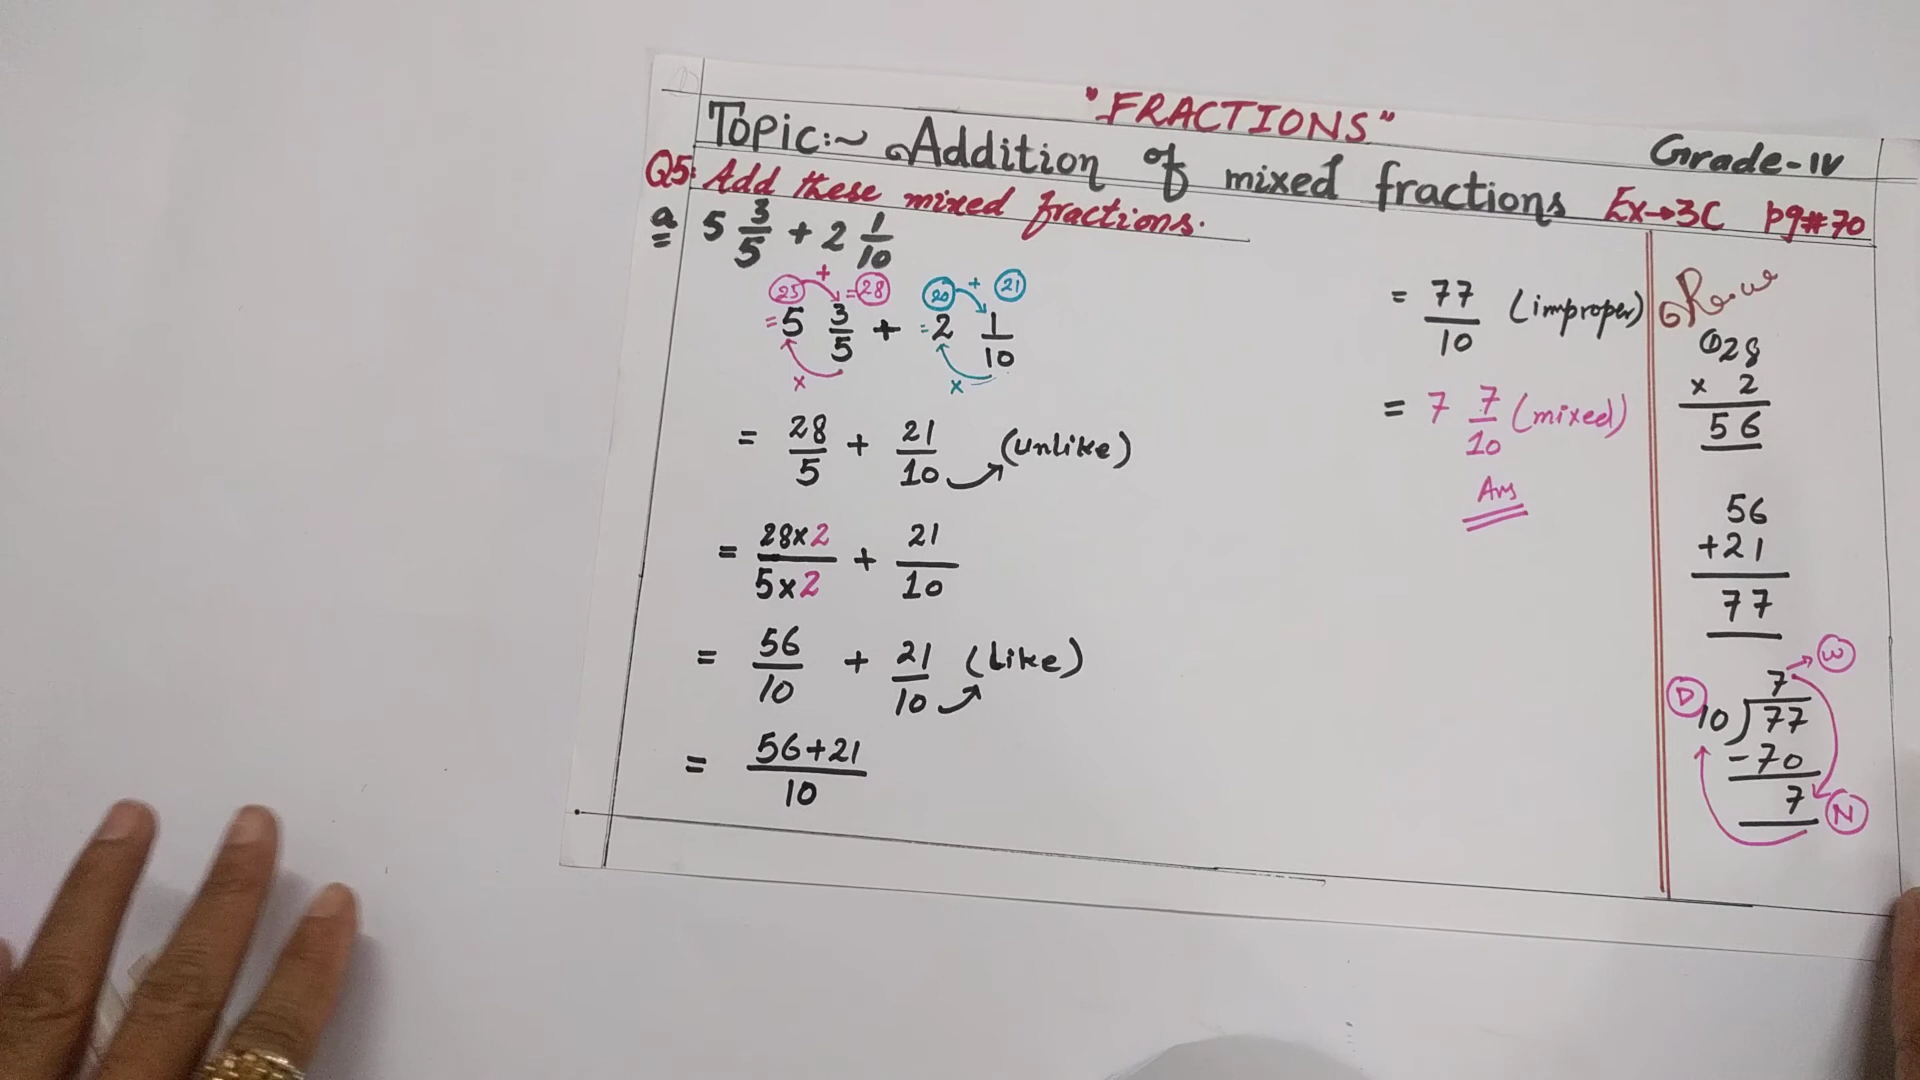 "FRACTIONS"
Topic:~ Addition of mixed fractions Grade-IV
Q5: Add these mixed fractions. Ex→3C Pg#70
a 5 3/5 + 2 1/10
25 + =28 20 + 21
=5 3/5 + =2 1/10
x x
= 28/5 + 21/10 (Unlike)
= 28×2/5×2 + 21/10
= 56/10 + 21/10 (Like)
= 56+21/10
= 77/10 (improper)
= 7 7/10 (mixed)
Ans
R.w
①28
× 2
56
56
+21
77
7 → W
D 10)77
-70
7 N